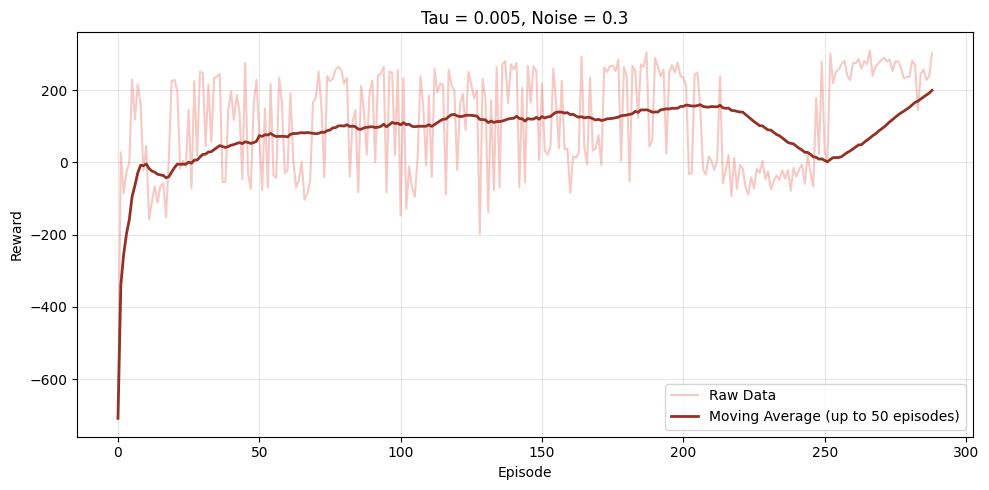 Tau = 0.005, Noise = 0.3
Reward
200
0
−200
−400
−600
0
50
100
150
200
250
300
Episode
Raw Data
Moving Average (up to 50 episodes)